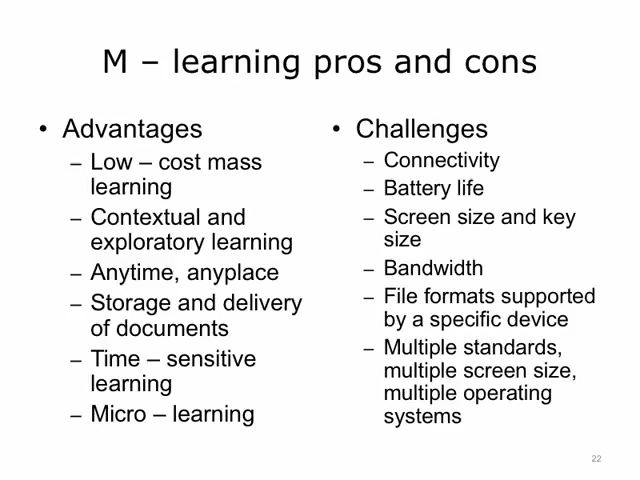 M – learning pros and cons
• Advantages
– Low – cost mass
learning
– Contextual and
exploratory learning
– Anytime, anyplace
– Storage and delivery
of documents
– Time – sensitive
learning
– Micro – learning
• Challenges
– Connectivity
– Battery life
– Screen size and key
size
– Bandwidth
– File formats supported
by a specific device
– Multiple standards,
multiple screen size,
multiple operating
systems
22